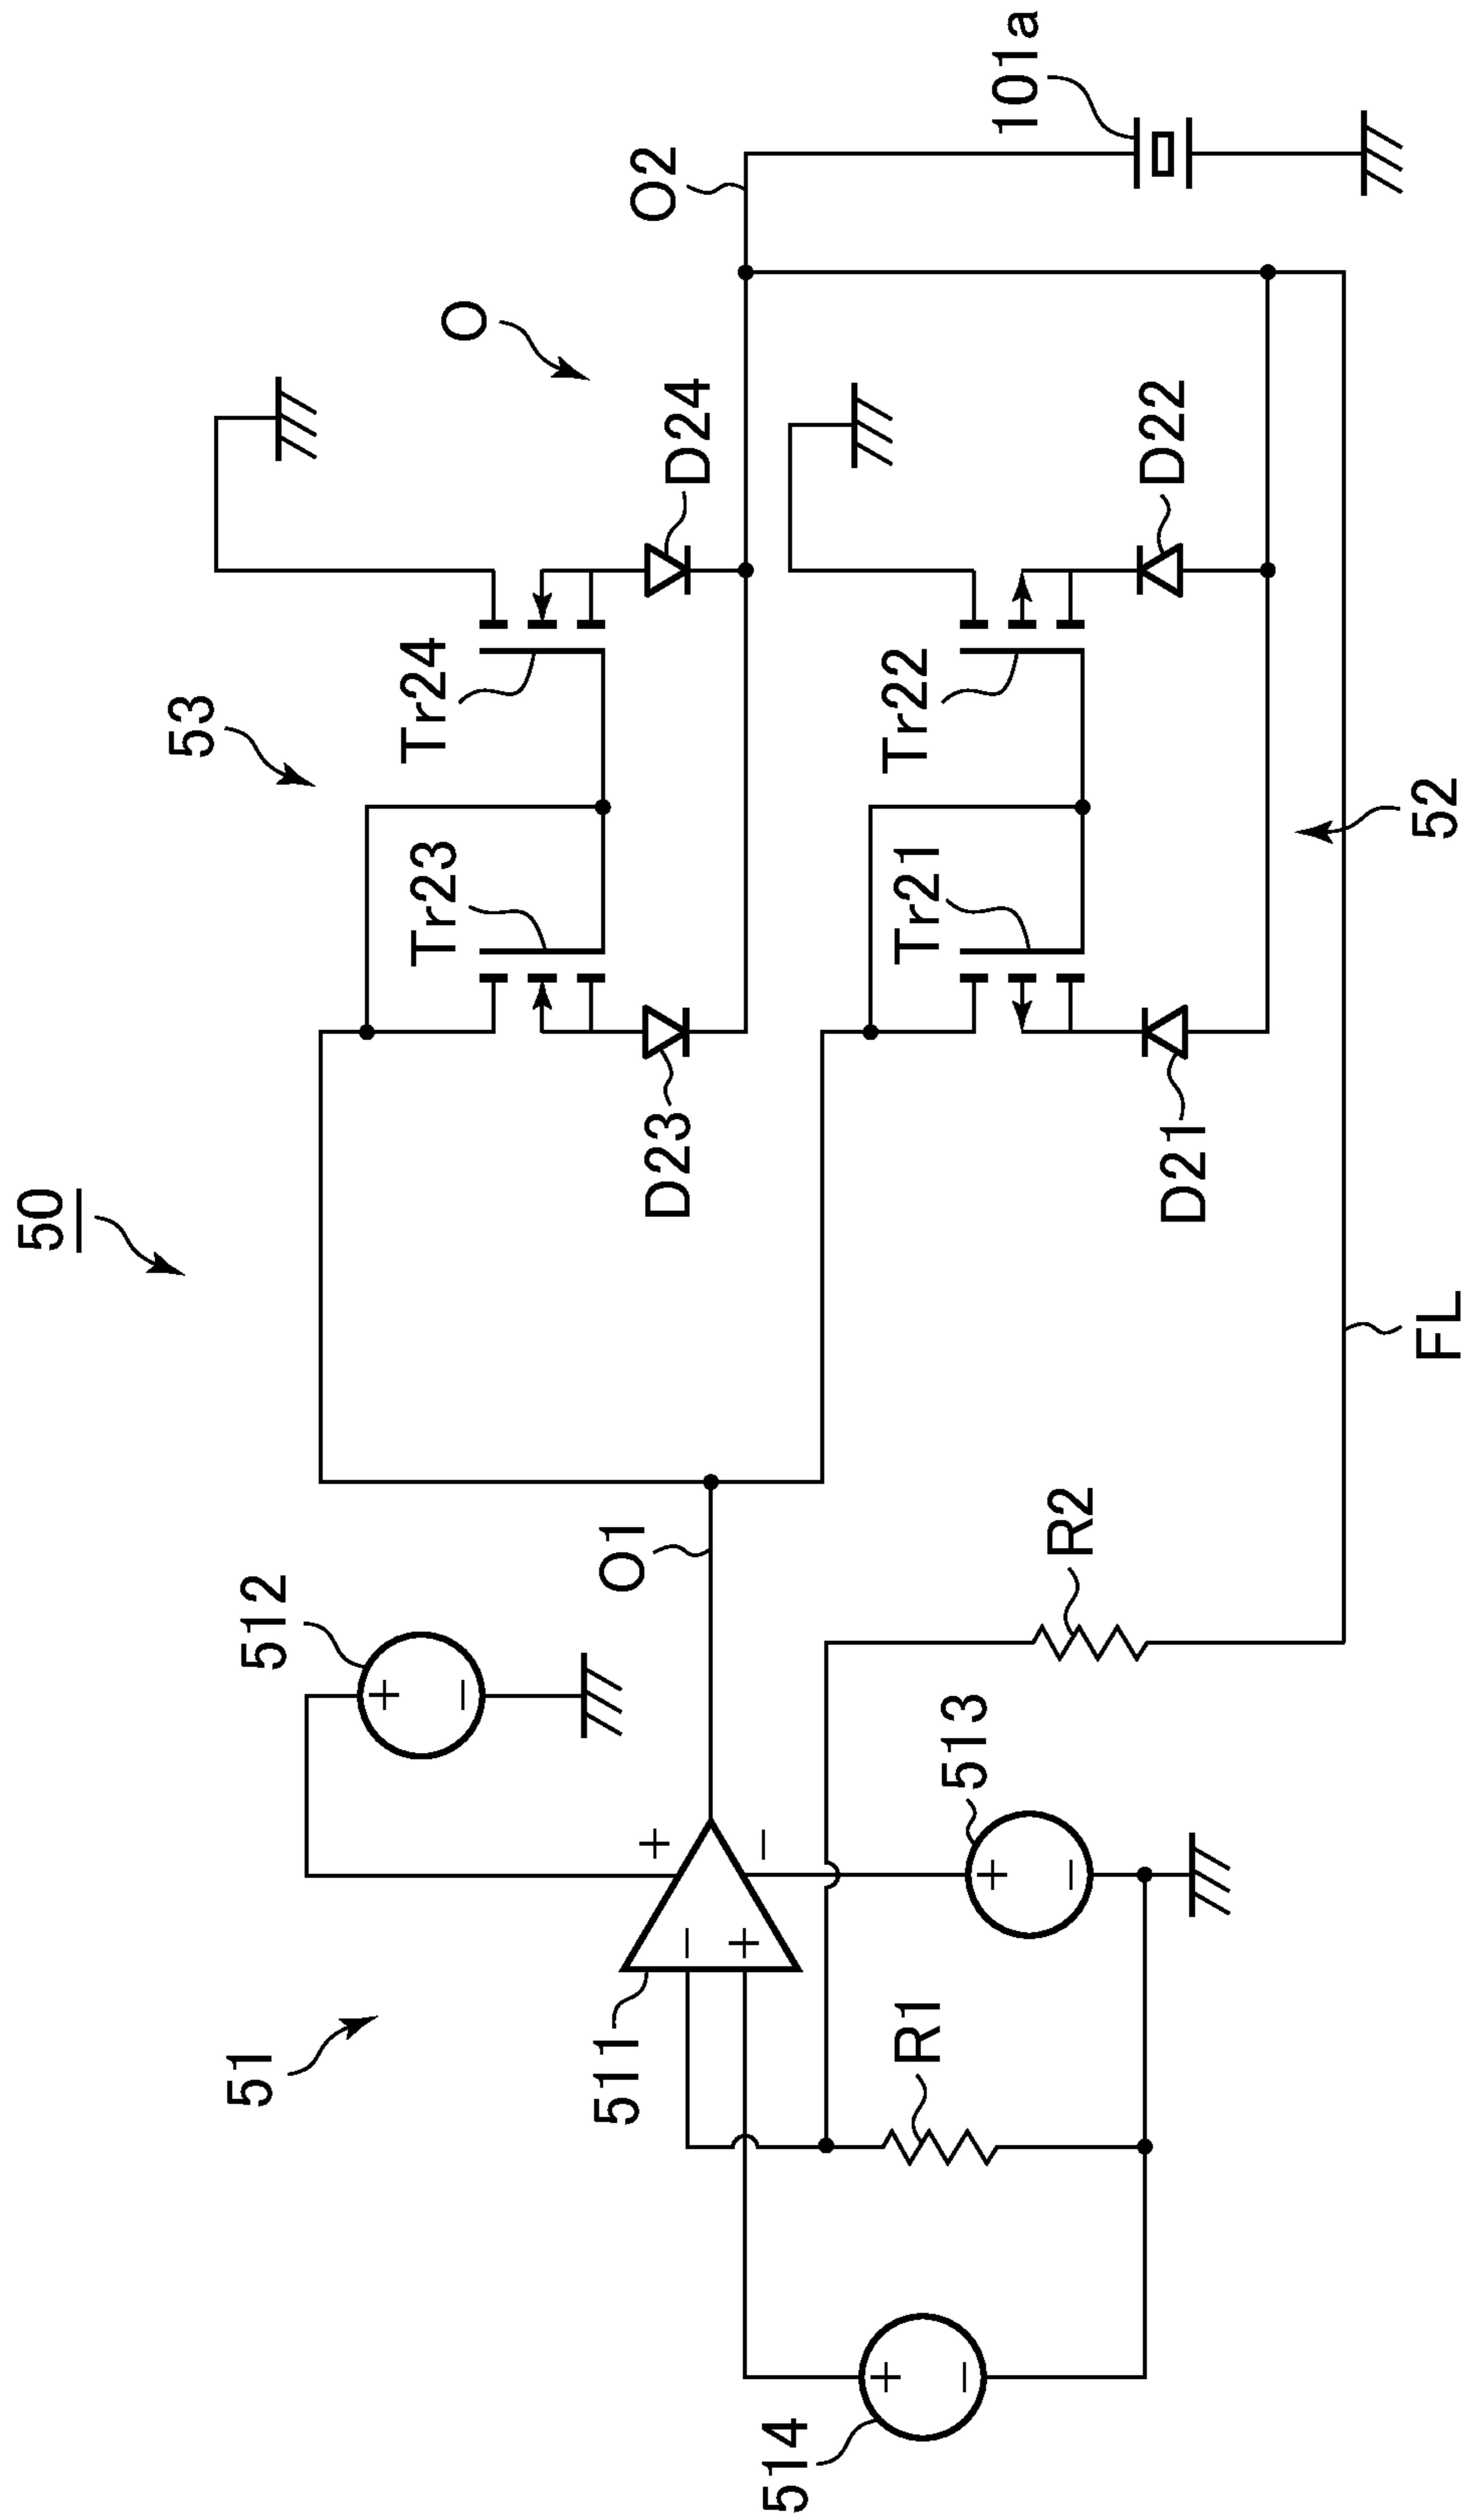 50
51
512
53
O
Tr24
Tr23
511
O1
D23
D24
O2
+
−
−
+
+
−
514
+
−
R1
513
+
−
R2
Tr21
Tr22
D21
D22
101a
FL
52